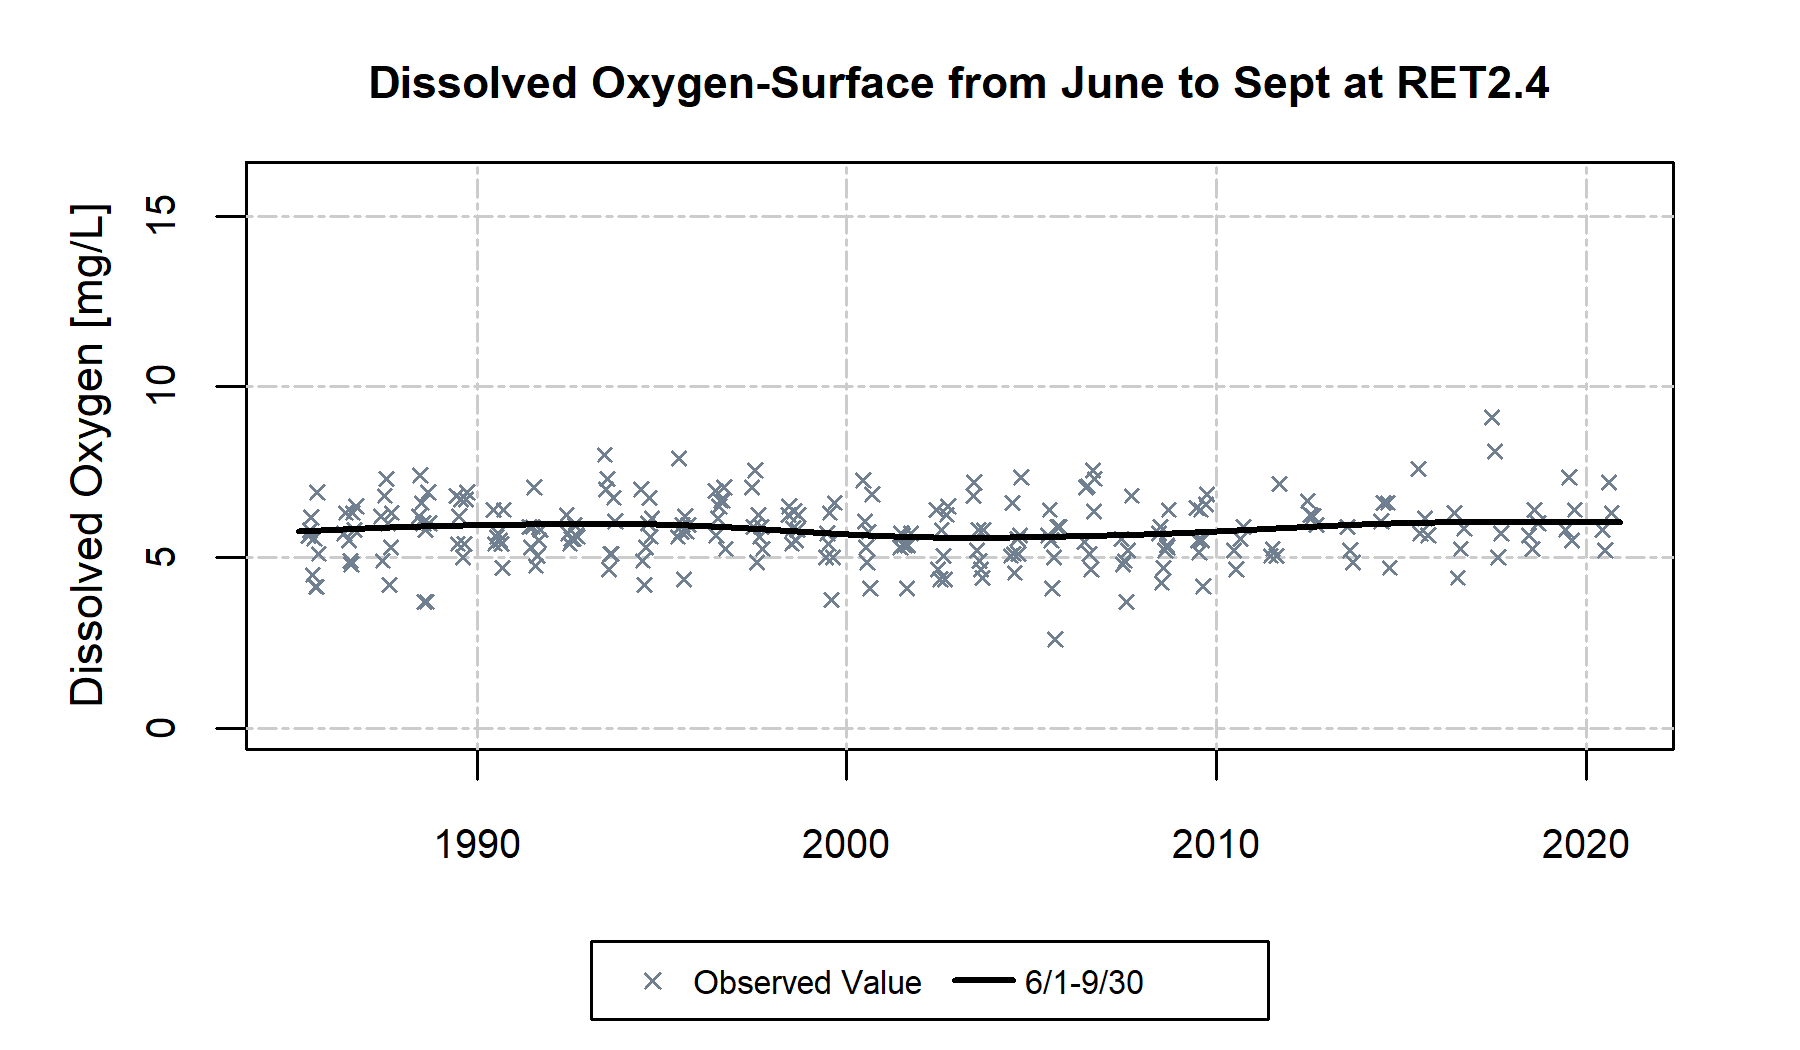 Dissolved Oxygen-Surface from June to Sept at RET2.4
Dissolved Oxygen [mg/L]
15
10
5
0
1990 2000 2010 2020
Observed Value 6/1-9/30